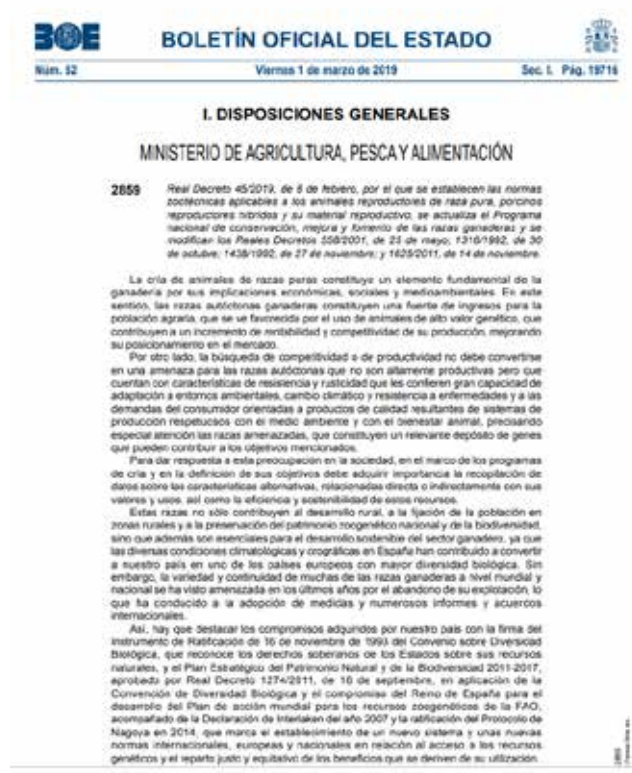 BOE
BOLETÍN OFICIAL DEL ESTADO
Núm. 52
Viernes 1 de marzo de 2019
Sec. I. Pág. 19716
I. DISPOSICIONES GENERALES
MINISTERIO DE AGRICULTURA, PESCA Y ALIMENTACIÓN
2859
Real Decreto 45/2019, de 8 de febrero, por el que se establecen las normas
zootécnicas aplicables a los animales reproductores de raza pura, porcinos
reproductores híbridos y su material reproductivo, se actualiza el Programa
nacional de conservación, mejora y fomento de las razas ganaderas y se
modifican los Reales Decretos 558/2001, de 25 de mayo; 1316/1992, de 30
de octubre; 1438/1992, de 27 de noviembre; y 1625/2011, de 14 de noviembre.
La cría de animales de razas puras constituye un elemento fundamental de la
ganadería por sus implicaciones económicas, sociales y medioambientales. En este
sentido, las razas autóctonas ganaderas constituyen una fuente de ingresos para la
población agraria, que se ve favorecida por el uso de animales de alto valor genético, que
contribuyen a un incremento de rentabilidad y competitividad de su producción, mejorando
su posicionamiento en el mercado.
Por otro lado, la búsqueda de competitividad o de productividad no debe convertirse
en una amenaza para las razas autóctonas que no son altamente productivas pero que
cuentan con características de resistencia y rusticidad que les confieren gran capacidad de
adaptación a entornos ambientales, cambio climático y resistencia a enfermedades y a las
demandas del consumidor orientadas a productos de calidad resultantes de sistemas de
producción respetuosos con el medio ambiente y con el bienestar animal, precisando
especial atención las razas amenazadas, que constituyen un relevante depósito de genes
que pueden contribuir a los objetivos mencionados.
Para dar respuesta a esta preocupación en la sociedad, en el marco de los programas
de cría y en la definición de sus objetivos debe adquirir importancia la recopilación de
datos sobre las características alternativas, relacionadas directa o indirectamente con sus
valores y usos, así como la eficiencia y sostenibilidad de estos recursos.
Estas razas no sólo contribuyen al desarrollo rural, a la fijación de la población en
zonas rurales y a la preservación del patrimonio zoogenético nacional y de la biodiversidad,
sino que además son esenciales para el desarrollo sostenible del sector ganadero, ya que
las diversas condiciones climatológicas y orográficas en España han contribuido a convertir
a nuestro país en uno de los países europeos con mayor diversidad biológica. Sin
embargo, la variedad y continuidad de muchas de las razas ganaderas a nivel mundial y
nacional se ha visto amenazada en los últimos años por el abandono de su explotación, lo
que ha conducido a la adopción de medidas y numerosos informes y acuerdos
internacionales.
Así, hay que destacar los compromisos adquiridos por nuestro país con la firma del
Instrumento de Ratificación de 16 de noviembre de 1993 del Convenio sobre Diversidad
Biológica, que reconoce los derechos soberanos de los Estados sobre sus recursos
naturales, y el Plan Estratégico del Patrimonio Natural y de la Biodiversidad 2011-2017,
aprobado por Real Decreto 1274/2011, de 16 de septiembre, en aplicación de la
Convención de Diversidad Biológica y el compromiso del Reino de España para el
desarrollo del Plan de acción mundial para los recursos zoogenéticos de la FAO,
acompañado de la Declaración de Interlaken del año 2007 y la ratificación del Protocolo de
Nagoya en 2014, que marca el establecimiento de un nuevo sistema y unas nuevas
normas internacionales, europeas y nacionales en relación al acceso a los recursos
genéticos y el reparto justo y equitativo de los beneficios que se deriven de su utilización.